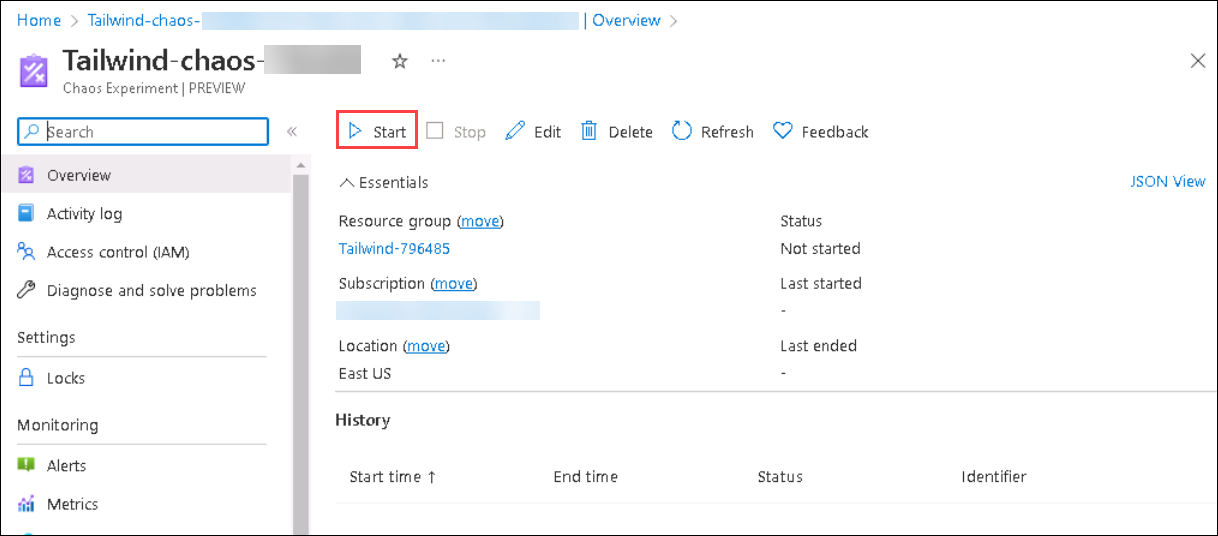 Home > Tailwind-chaos- | Overview >
Tailwind-chaos-
Chaos Experiment | PREVIEW
Search
«
Start Stop Edit Delete Refresh Feedback
Overview
Activity log
Access control (IAM)
Diagnose and solve problems
Settings
Locks
Monitoring
Alerts
Metrics
Essentials
JSON View
Resource group (move)
Tailwind-796485
Subscription (move)
Location (move)
East US
Status
Not started
Last started
-
Last ended
-
History
Start time ↑ End time Status Identifier